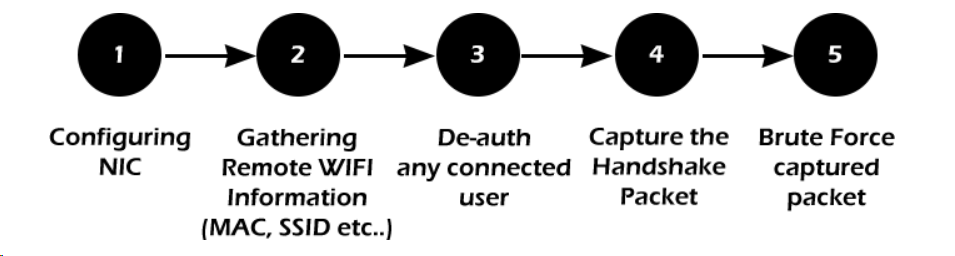 1
2
3
4
5
Configuring
NIC
Gathering
Remote WIFI
Information
(MAC, SSID etc..)
De-auth
any connected
user
Capture the
Handshake
Packet
Brute Force
captured
packet